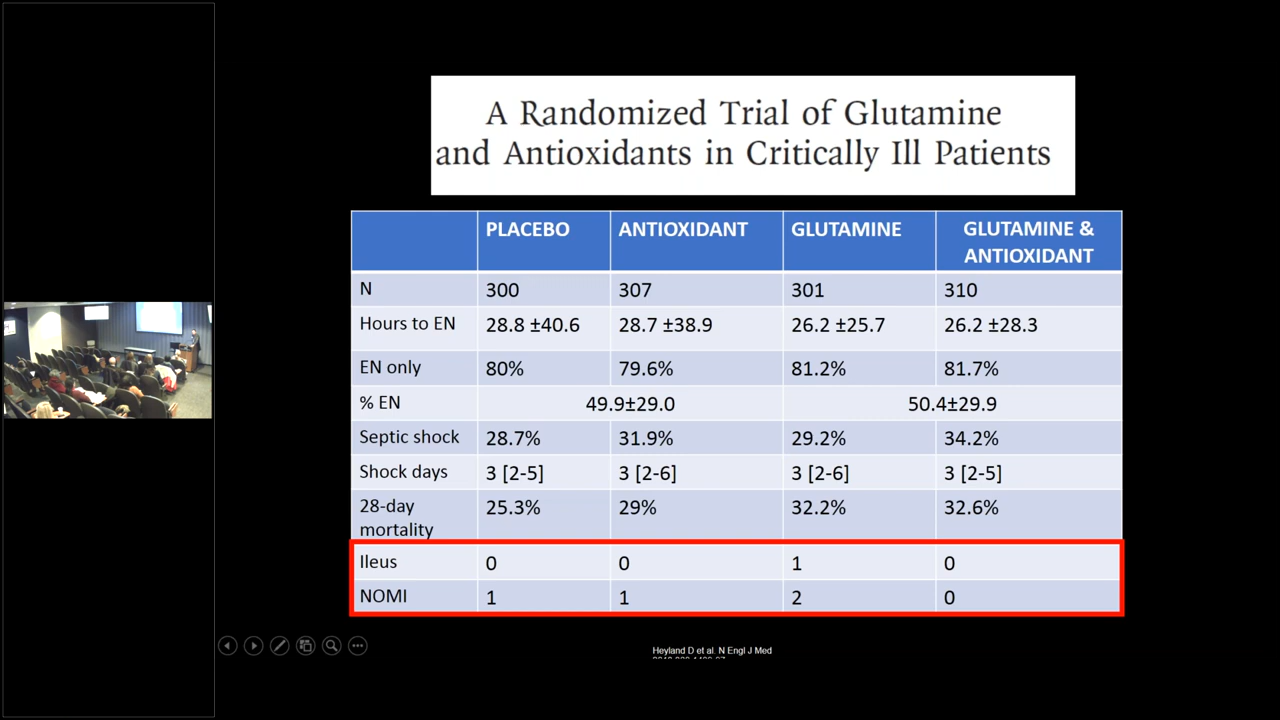 A Randomized Trial of Glutamine
and Antioxidants in Critically Ill Patients
PLACEBO ANTIOXIDANT GLUTAMINE GLUTAMINE &
ANTIOXIDANT
N 300 307 301 310
Hours to EN 28.8 ±40.6 28.7 ±38.9 26.2 ±25.7 26.2 ±28.3
EN only 80% 79.6% 81.2% 81.7%
% EN 49.9±29.0 50.4±29.9
Septic shock 28.7% 31.9% 29.2% 34.2%
Shock days 3 [2-5] 3 [2-6] 3 [2-6] 3 [2-5]
28-day 25.3% 29% 32.2% 32.6%
mortality
Ileus 0 0 1 0
NOMI 1 1 2 0
Heyland D et al. N Engl J Med